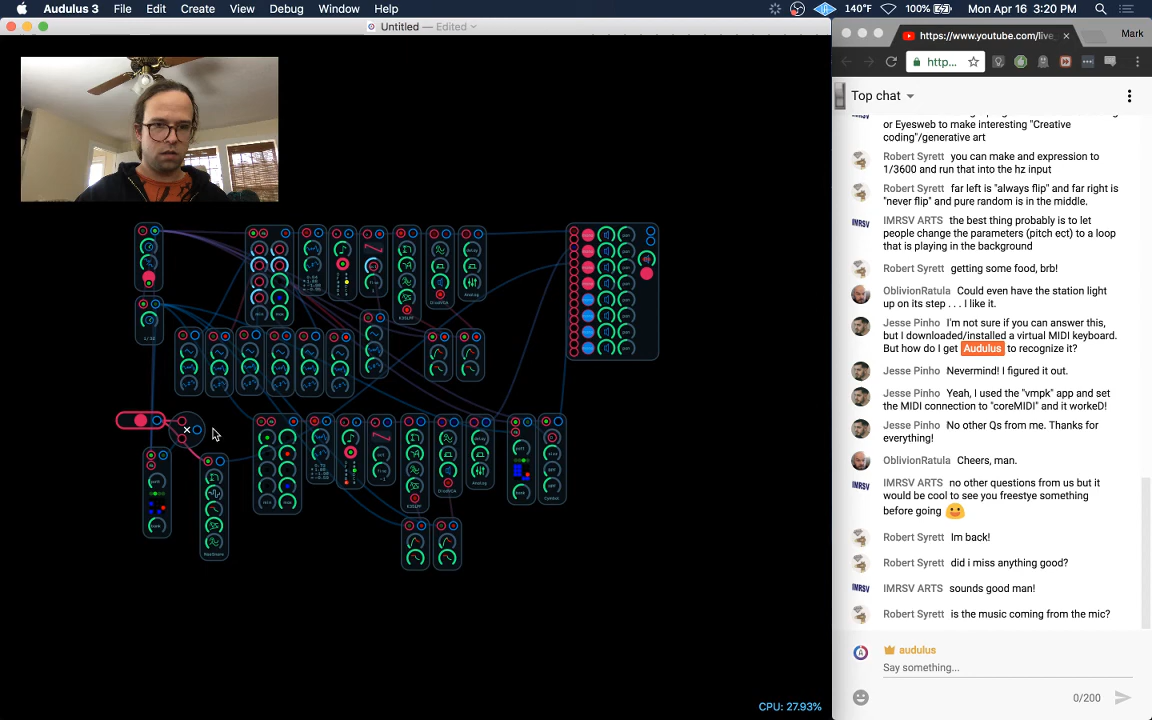 Audulus 3 File Edit Create View Debug Window Help
140°F 100% Mon Apr 16 3:20 PM
Untitled — Edited
https://www.youtube.com/live_
Mark
http...
Top chat
or Eyesweb to make interesting "Creative
coding"/generative art
Robert Syrett you can make and expression to
1/3600 and run that into the hz input
Robert Syrett far left is "always flip" and far right is
"never flip" and pure random is in the middle.
IMRSV ARTS the best thing probably is to let
people change the parameters (pitch ect) to a loop
that is playing in the background
Robert Syrett getting some food, brb!
OblivionRatula Could even have the station light
up on its step . . . I like it.
Jesse Pinho I'm not sure if you can answer this,
but I downloaded/installed a virtual MIDI keyboard.
But how do I get Audulus to recognize it?
Jesse Pinho Nevermind! I figured it out.
Jesse Pinho Yeah, I used the "vmpk" app and set
the MIDI connection to "coreMIDI" and it workeD!
Jesse Pinho No other Qs from me. Thanks for
everything!
OblivionRatula Cheers, man.
IMRSV ARTS no other questions from us but it
would be cool to see you freestye something
before going
Robert Syrett Im back!
Robert Syrett did i miss anything good?
IMRSV ARTS sounds good man!
Robert Syrett is the music coming from the mic?
audulus
Say something...
0/200
CPU: 27.93%